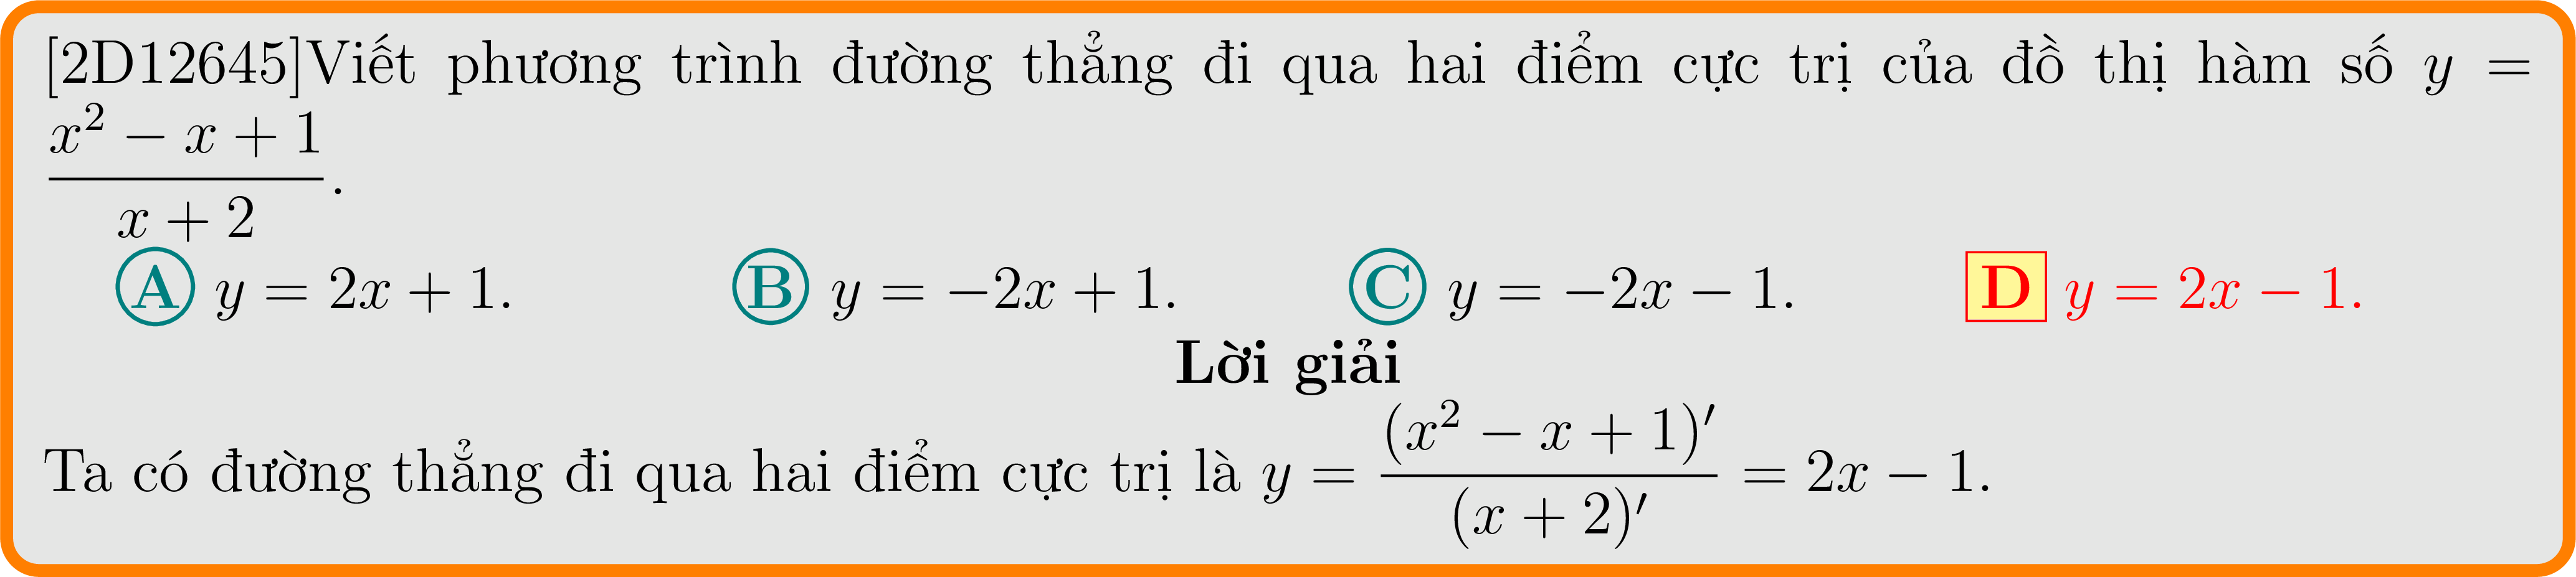 [2D12645]Viết phương trình đường thẳng đi qua hai điểm cực trị của đồ thị hàm số y =
\frac{x^2 - x + 1}{x + 2}.
A y = 2x + 1. B y = −2x + 1. C y = −2x − 1. D y = 2x − 1.
Lời giải
Ta có đường thẳng đi qua hai điểm cực trị là y = \frac{(x^2 - x + 1)'}{(x + 2)'} = 2x − 1.